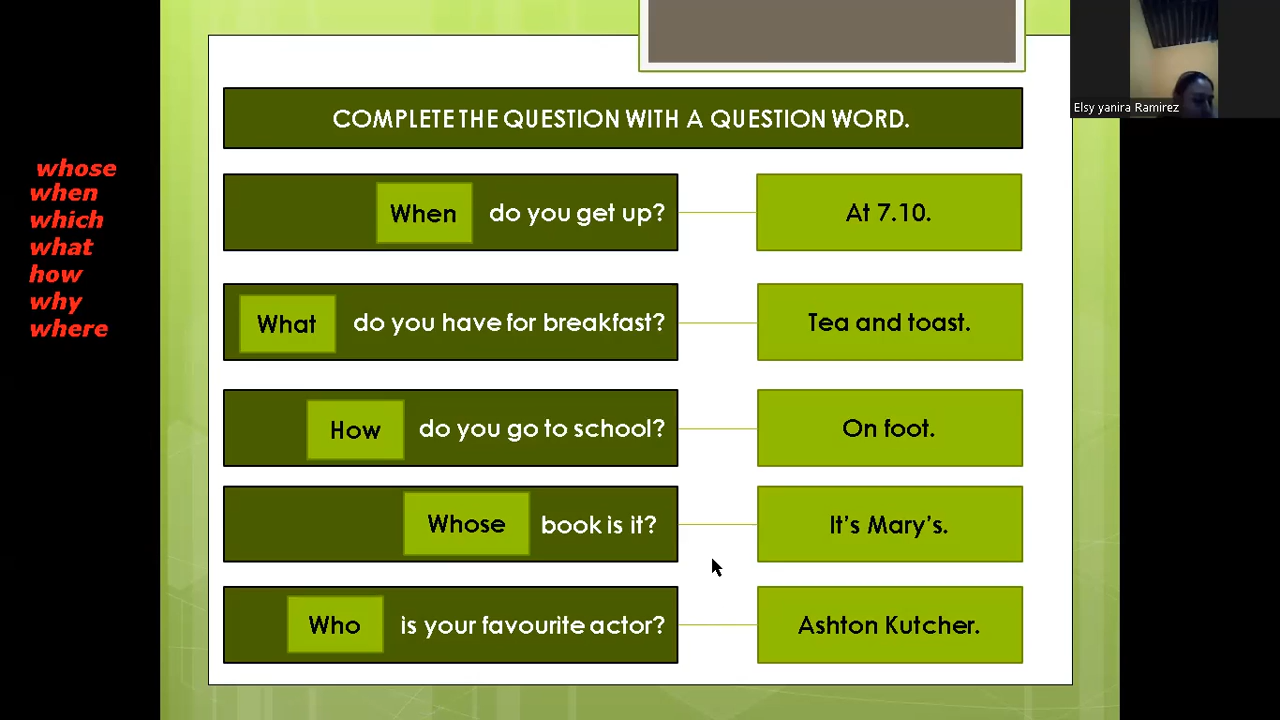 Elsy yanira Ramirez
COMPLETE THE QUESTION WITH A QUESTION WORD.
whose
when
which
what
how
why
where
When do you get up?
At 7.10.
What do you have for breakfast?
Tea and toast.
How do you go to school?
On foot.
Whose book is it?
It's Mary's.
Who is your favourite actor?
Ashton Kutcher.